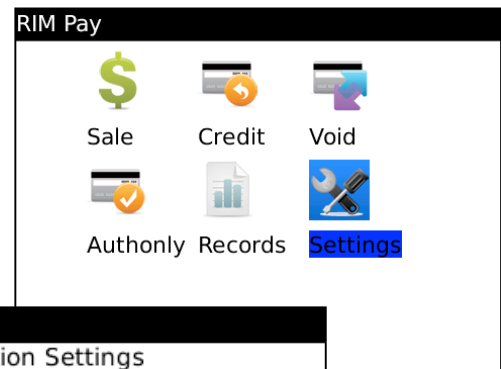 RIM Pay
Sale Credit Void
Authonly Records Settings
ion Settings